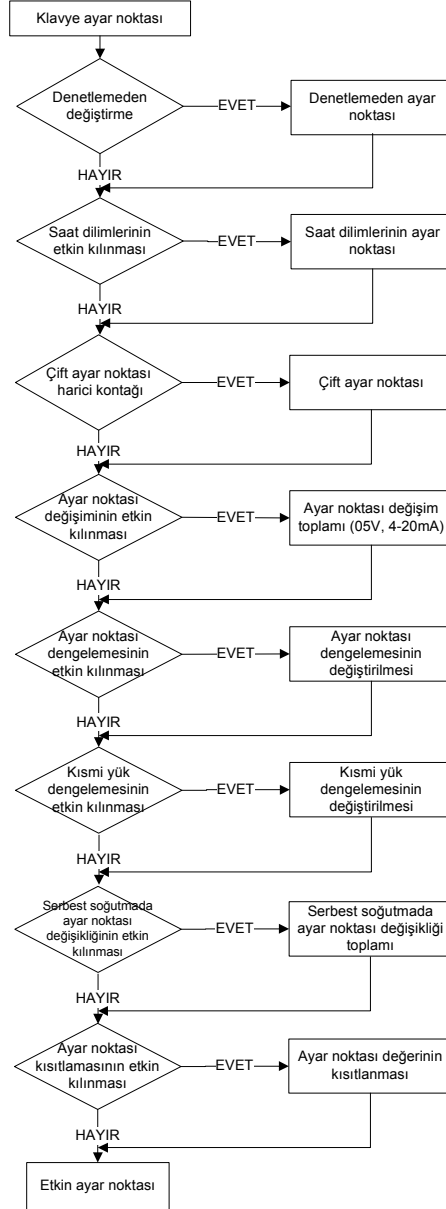 Klavye ayar noktası
Denetlemeden
değiştirme
EVET
Denetlemeden ayar
noktası
HAYIR
Saat dilimlerinin
etkin kılınması
EVET
Saat dilimlerinin ayar
noktası
HAYIR
Çift ayar noktası
harici kontağı
EVET
Çift ayar noktası
HAYIR
Ayar noktası
değişiminin etkin
kılınması
EVET
Ayar noktası değişim
toplamı (05V, 4-20mA)
HAYIR
Ayar noktası
dengelemesinin
etkin kılınması
EVET
Ayar noktası
dengelemesinin
değiştirilmesi
HAYIR
Kısmi yük
dengelemesinin
etkin kılınması
EVET
Kısmi yük
dengelemesinin
değiştirilmesi
HAYIR
Serbest soğutmada
ayar noktası
değişikliğinin etkin
kılınması
EVET
Serbest soğutmada
ayar noktası değişikliği
toplamı
HAYIR
Ayar noktası
kısıtlamasının etkin
kılınması
EVET
Ayar noktası değerinin
kısıtlanması
HAYIR
Etkin ayar noktası